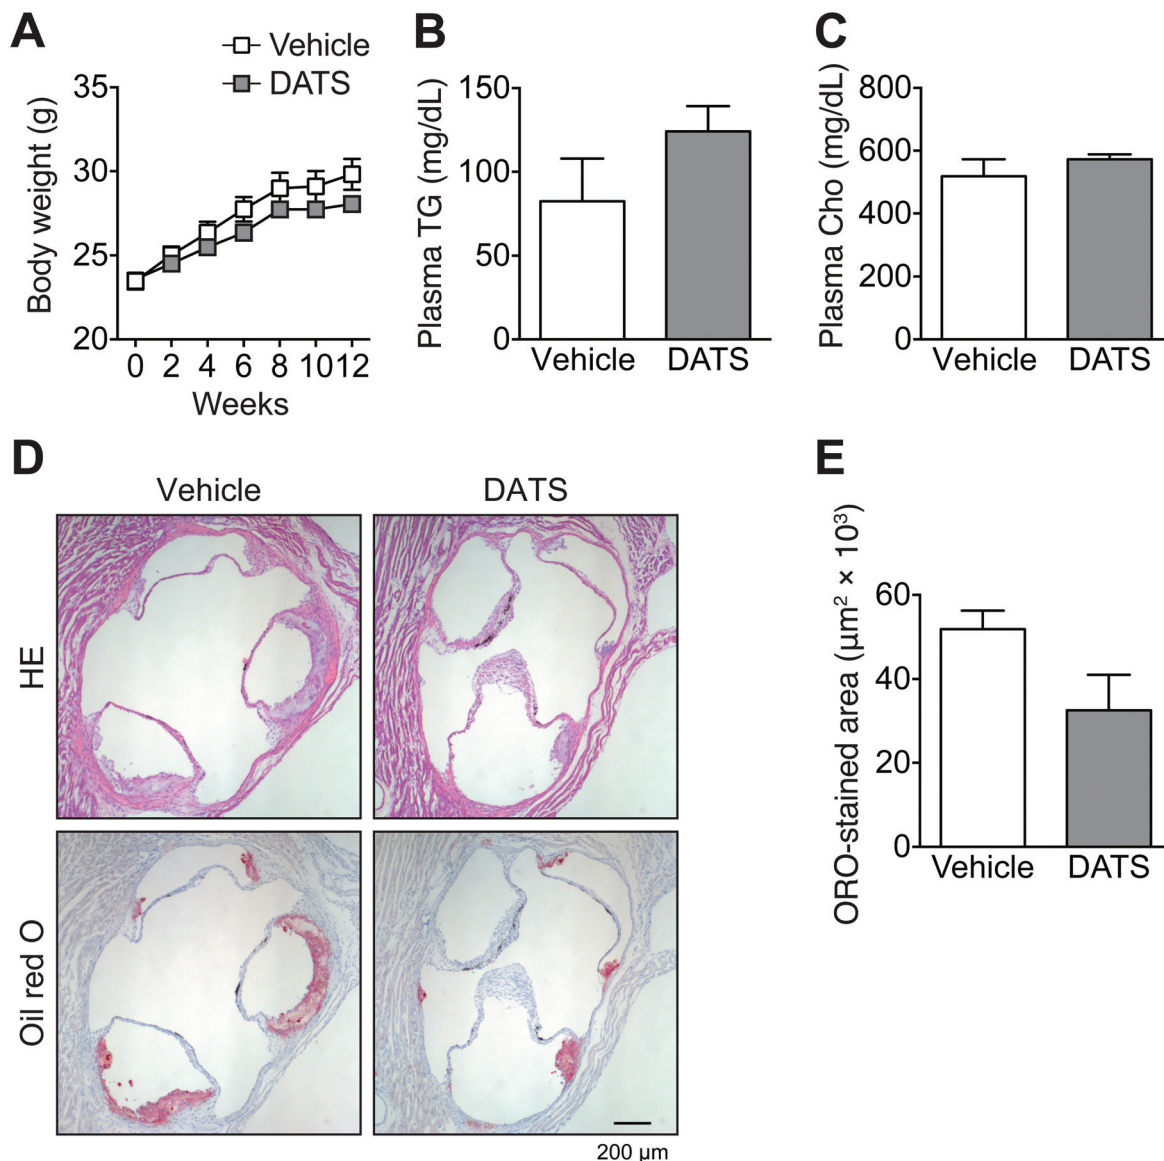 A
Vehicle
DATS
35
30
25
20
Body weight (g)
0 2 4 6 8 10 12
Weeks
B
150
100
50
0
Plasma TG (mg/dL)
Vehicle DATS
C
800
600
400
200
0
Plasma Cho (mg/dL)
Vehicle DATS
D
Vehicle DATS
HE
Oil red O
200 µm
E
60
40
20
0
ORO-stained area (µm² × 10³)
Vehicle DATS